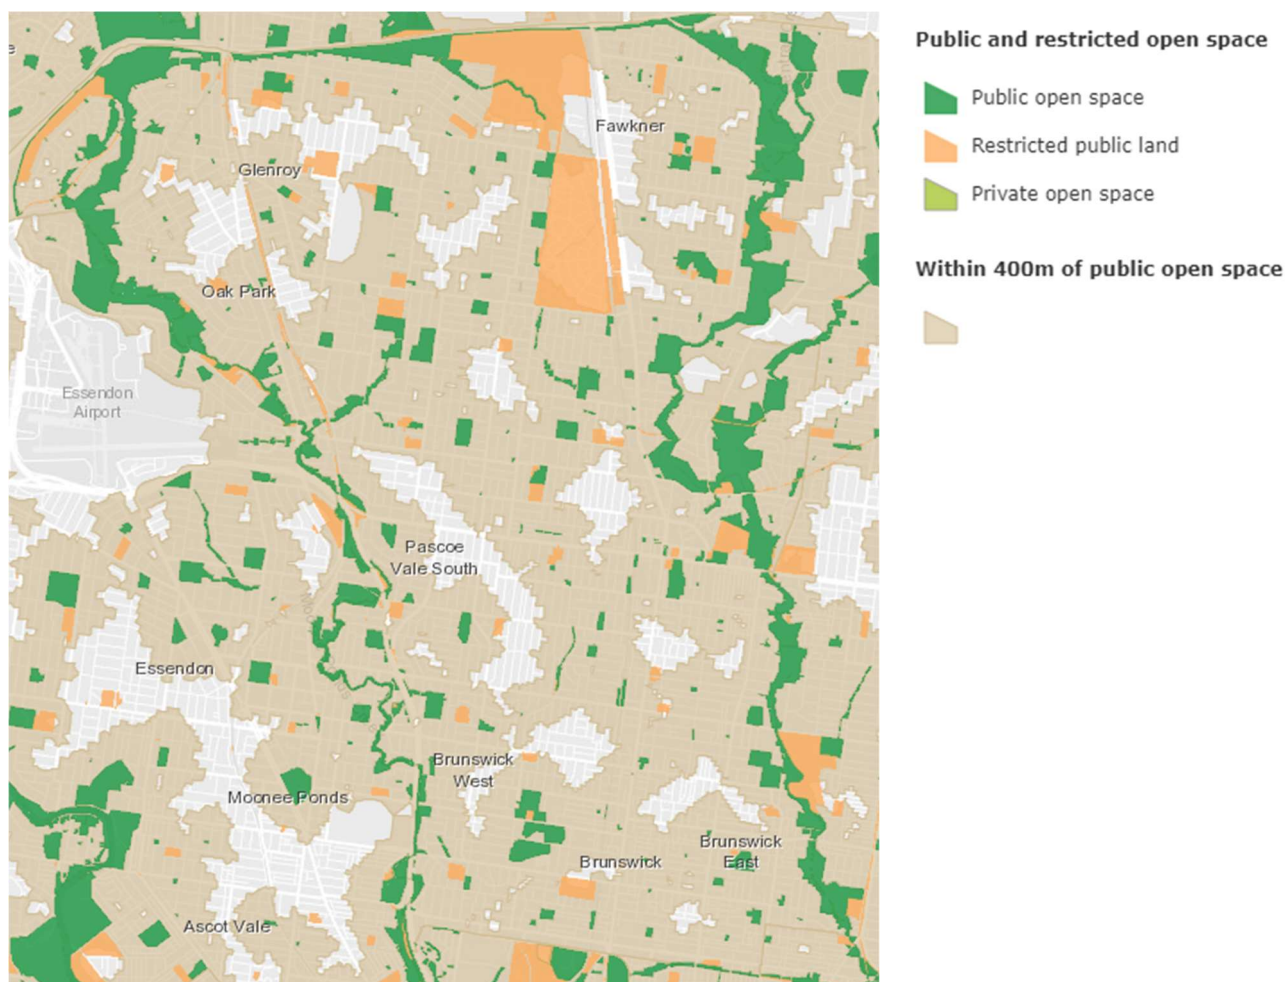 Public and restricted open space
Public open space
Restricted public land
Private open space
Within 400m of public open space
Fawkner
Glenroy
Oak Park
Essendon
Airport
Pascoe
Vale South
Essendon
Brunswick
West
Moonee Ponds
Brunswick
East
Brunswick
Ascot Vale